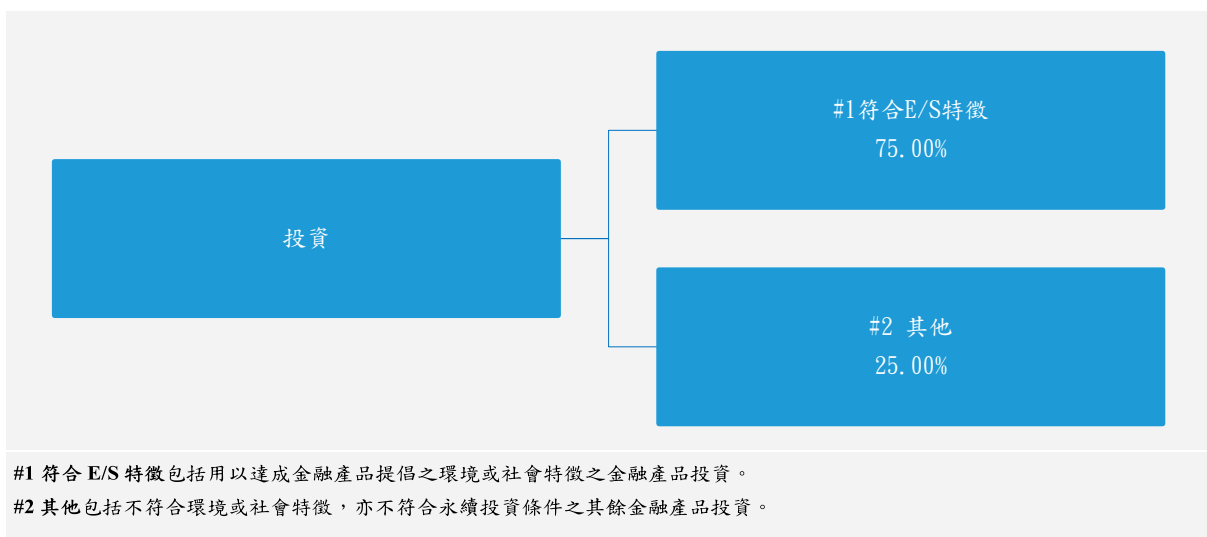 投資
#1符合E/S特徵
75.00%
#2 其他
25.00%
#1 符合 E/S 特徵包括用以達成金融產品提倡之環境或社會特徵之金融產品投資。
#2 其他包括不符合環境或社會特徵，亦不符合永續投資條件之其餘金融產品投資。